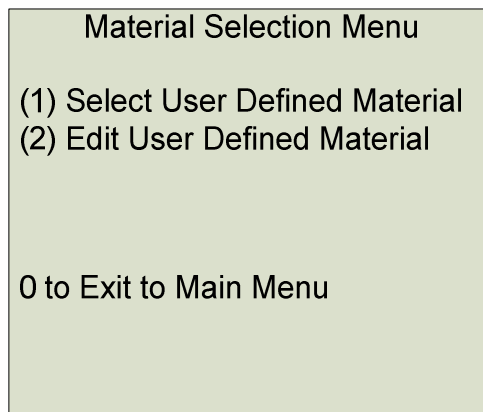 Material Selection Menu
(1) Select User Defined Material
(2) Edit User Defined Material
0 to Exit to Main Menu